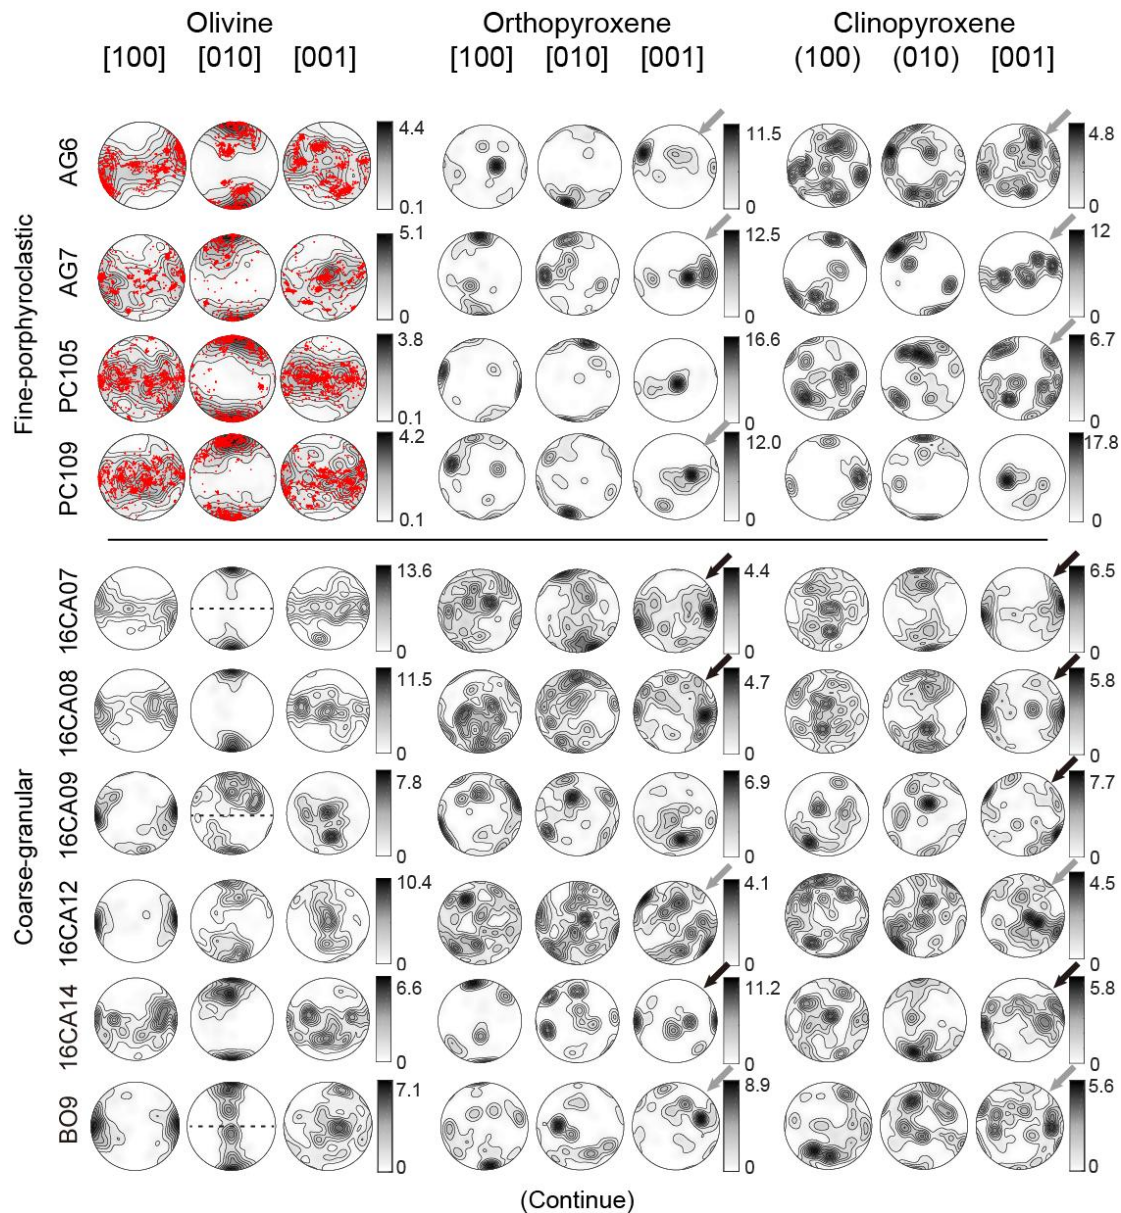 Olivine Orthopyroxene Clinopyroxene
[100] [010] [001] [100] [010] [001] (100) (010) [001]
Fine-porphyroclastic
AG6 4.4 0.1 11.5 0 4.8 0
AG7 5.1 0 12.5 0 12 0
PC105 3.8 0.1 16.6 0 6.7 0
PC109 4.2 0.1 12.0 0 17.8 0
Coarse-granular
16CA07 13.6 0 4.4 0 6.5 0
16CA08 11.5 0 4.7 0 5.8 0
16CA09 7.8 0 6.9 0 7.7 0
16CA12 10.4 0 4.1 0 4.5 0
16CA14 6.6 0 11.2 0 5.8 0
BO9 7.1 0 8.9 0 5.6 0
(Continue)